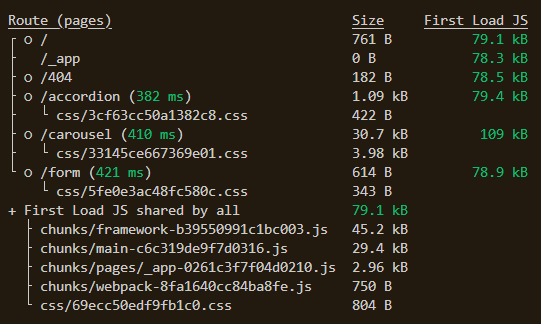 Route (pages) Size First Load JS
┌ ○ / 761 B 79.1 kB
├   /_app 0 B 78.3 kB
├ ○ /404 182 B 78.5 kB
├ ○ /accordion (382 ms) 1.09 kB 79.4 kB
├   └ css/3cf63cc50a1382c8.css 422 B
├ ○ /carousel (410 ms) 30.7 kB 109 kB
├   └ css/33145ce667369e01.css 3.98 kB
└ ○ /form (421 ms) 614 B 78.9 kB
    └ css/5fe0e3ac48fc580c.css 343 B
+ First Load JS shared by all 79.1 kB
  ├ chunks/framework-b39550991c1bc003.js 45.2 kB
  ├ chunks/main-c6c319de9f7d0316.js 29.4 kB
  ├ chunks/pages/_app-0261c3f7f04d0210.js 2.96 kB
  ├ chunks/webpack-8fa1640cc84ba8fe.js 750 B
  └ css/69ecc50edf9fb1c0.css 804 B